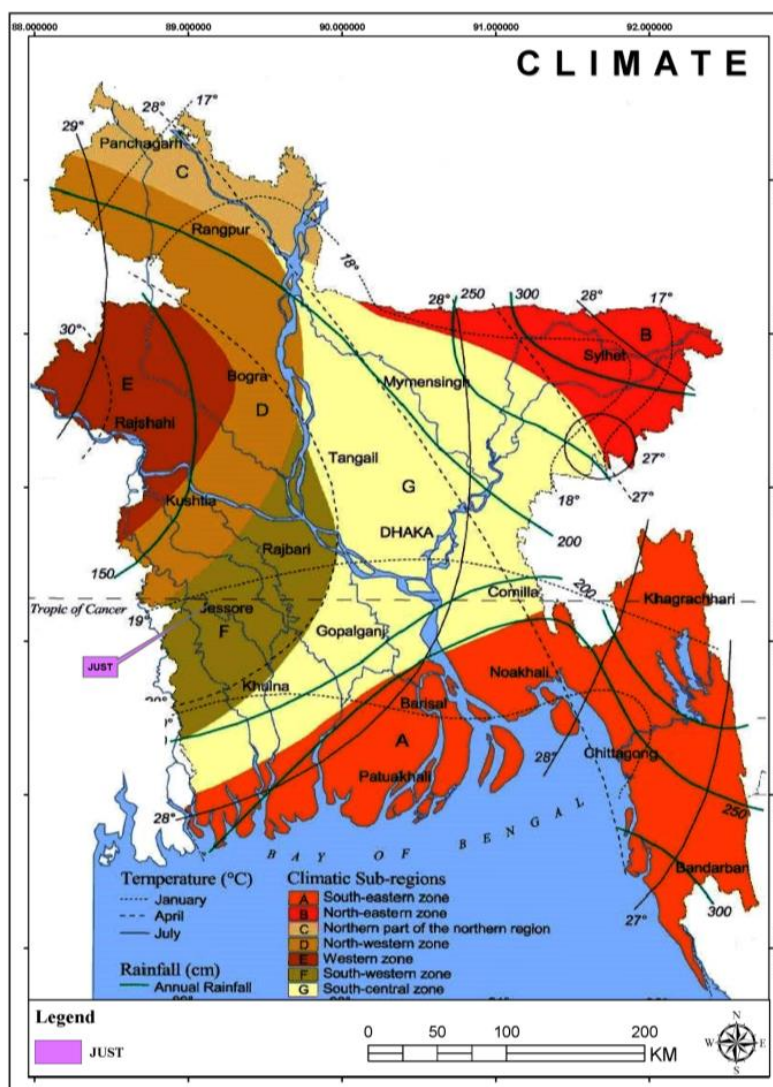 88.000000 89.000000 90.000000 91.000000 92.000000
CLIMATE
28° 17°
29°
Panchagarh
C
Rangpur
18°
28° 250 300 28° 17°
B
Sylhet
30°
E
Bogra
Mymensingh
D
Rajshahi
Tangail
27°
G
18° 27°
Kushtia
DHAKA
200
Rajbari
150
Tropic of Cancer
Comilla
200
Khagrachhari
19°
Jessore
F
Gopalganj
JUST
Khulna
Noakhali
Barisal
A
Chittagong
28°
Patuakhali
28°
250
BAY OF BENGAL
Bandarban
27°
300
Temperature (°C)
January
April
July
Rainfall (cm)
Annual Rainfall
Climatic Sub-regions
A South-eastern zone
B North-eastern zone
C Northern part of the northern region
D North-western zone
E Western zone
F South-western zone
G South-central zone
Legend
JUST
0 50 100 200
KM
N
W E
S